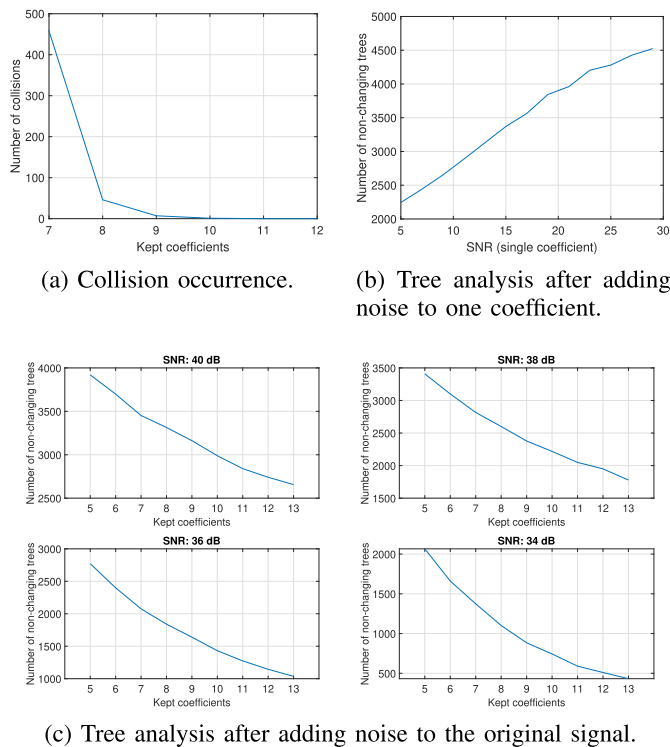 500
400
300
200
100
0
Number of collisions
7 8 9 10 11 12
Kept coefficients
(a) Collision occurrence.
5000
4500
4000
3500
3000
2500
2000
Number of non-changing trees
5 10 15 20 25 30
SNR (single coefficient)
(b) Tree analysis after adding
noise to one coefficient.
SNR: 40 dB
4000
3500
3000
2500
Number of non-changing trees
5 6 7 8 9 10 11 12 13
Kept coefficients
SNR: 38 dB
3500
3000
2500
2000
1500
Number of non-changing trees
5 6 7 8 9 10 11 12 13
Kept coefficients
SNR: 36 dB
3000
2500
2000
1500
1000
Number of non-changing trees
5 6 7 8 9 10 11 12 13
Kept coefficients
SNR: 34 dB
2000
1500
1000
500
Number of non-changing trees
5 6 7 8 9 10 11 12 13
Kept coefficients
(c) Tree analysis after adding noise to the original signal.